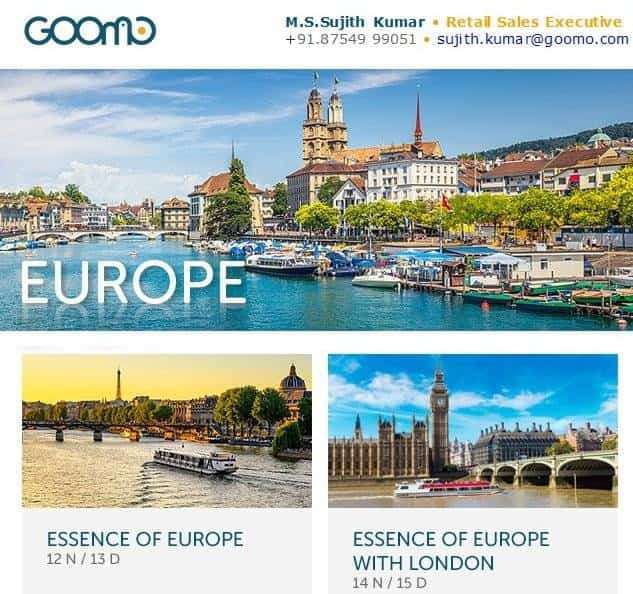 GOOMO
M.S.Sujith Kumar • Retail Sales Executive
+91.87549 99051 • sujith.kumar@goomo.com
EUROPE
ESSENCE OF EUROPE
12 N / 13 D
ESSENCE OF EUROPE
WITH LONDON
14 N / 15 D